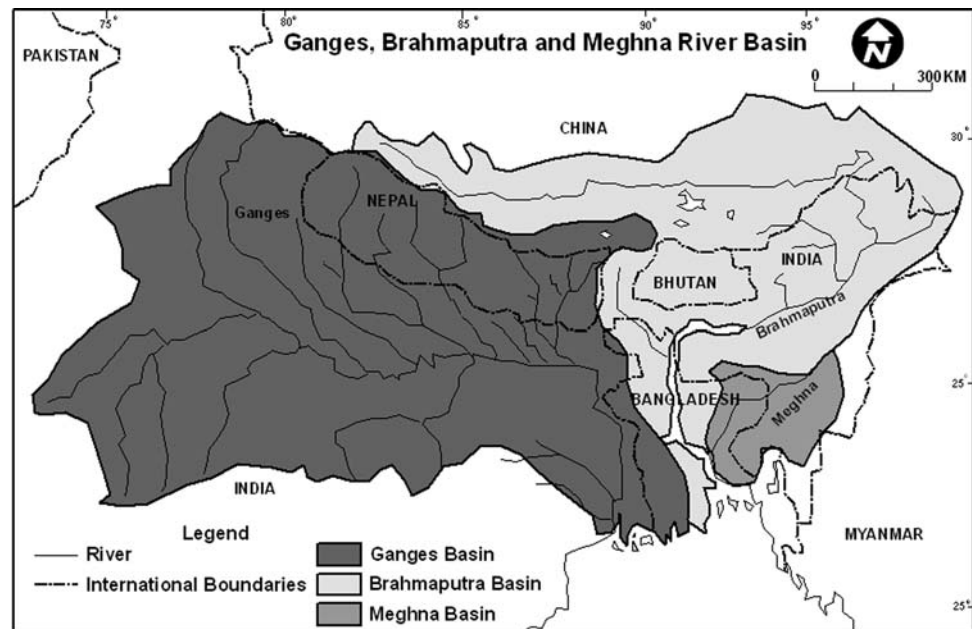 75° 80° 85° 90° 95°
PAKISTAN
Ganges, Brahmaputra and Meghna River Basin
N
0 300 KM
CHINA
30°
Ganges
NEPAL
INDIA
BHUTAN
Brahmaputra
25°
BANGLADESH
Meghna
INDIA
MYANMAR
Legend
River
International Boundaries
Ganges Basin
Brahmaputra Basin
Meghna Basin
25°